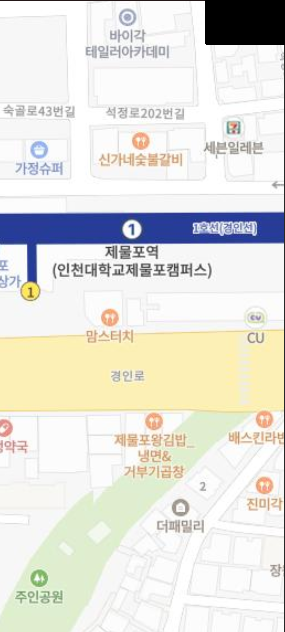 바이각
테일러아카데미
숙골로43번길
석정로202번길
신가네숯불갈비
세븐일레븐
가정슈퍼
1호선(경인선)
1
제물포역
(인천대학교제물포캠퍼스)
포
상가
1
맘스터치
CU
CU
경인로
제물포왕김밥_
냉면&
거부기곱창
배스킨라빈
약국
2
진미각
더패밀리
장
주인공원